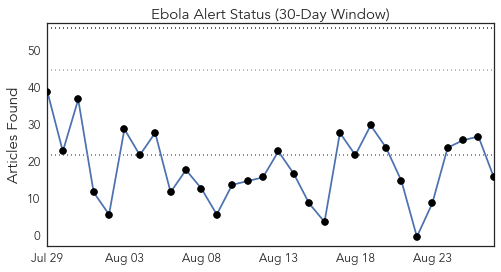 Ebola Alert Status (30-Day Window)
Articles Found
50
40
30
20
10
0
Jul 29 Aug 03 Aug 08 Aug 13 Aug 18 Aug 23